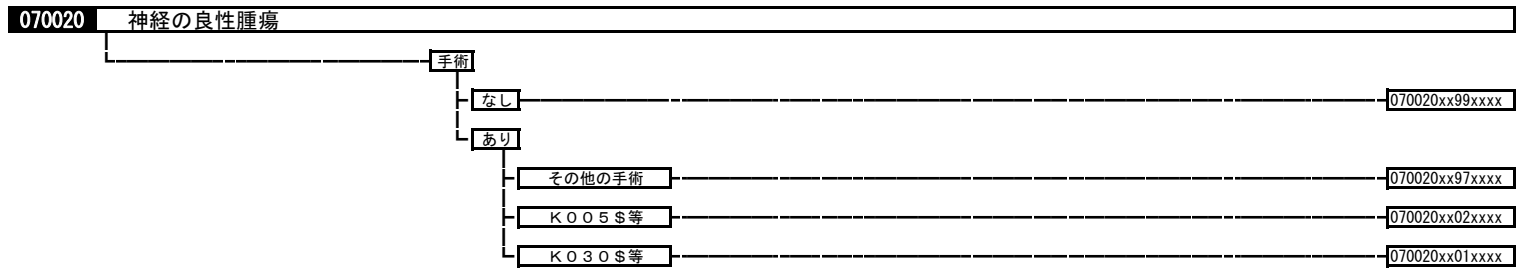 070020 神経の良性腫瘍
手術
なし 070020xx99xxxx
あり
その他の手術 070020xx97xxxx
K005$等 070020xx02xxxx
K030$等 070020xx01xxxx